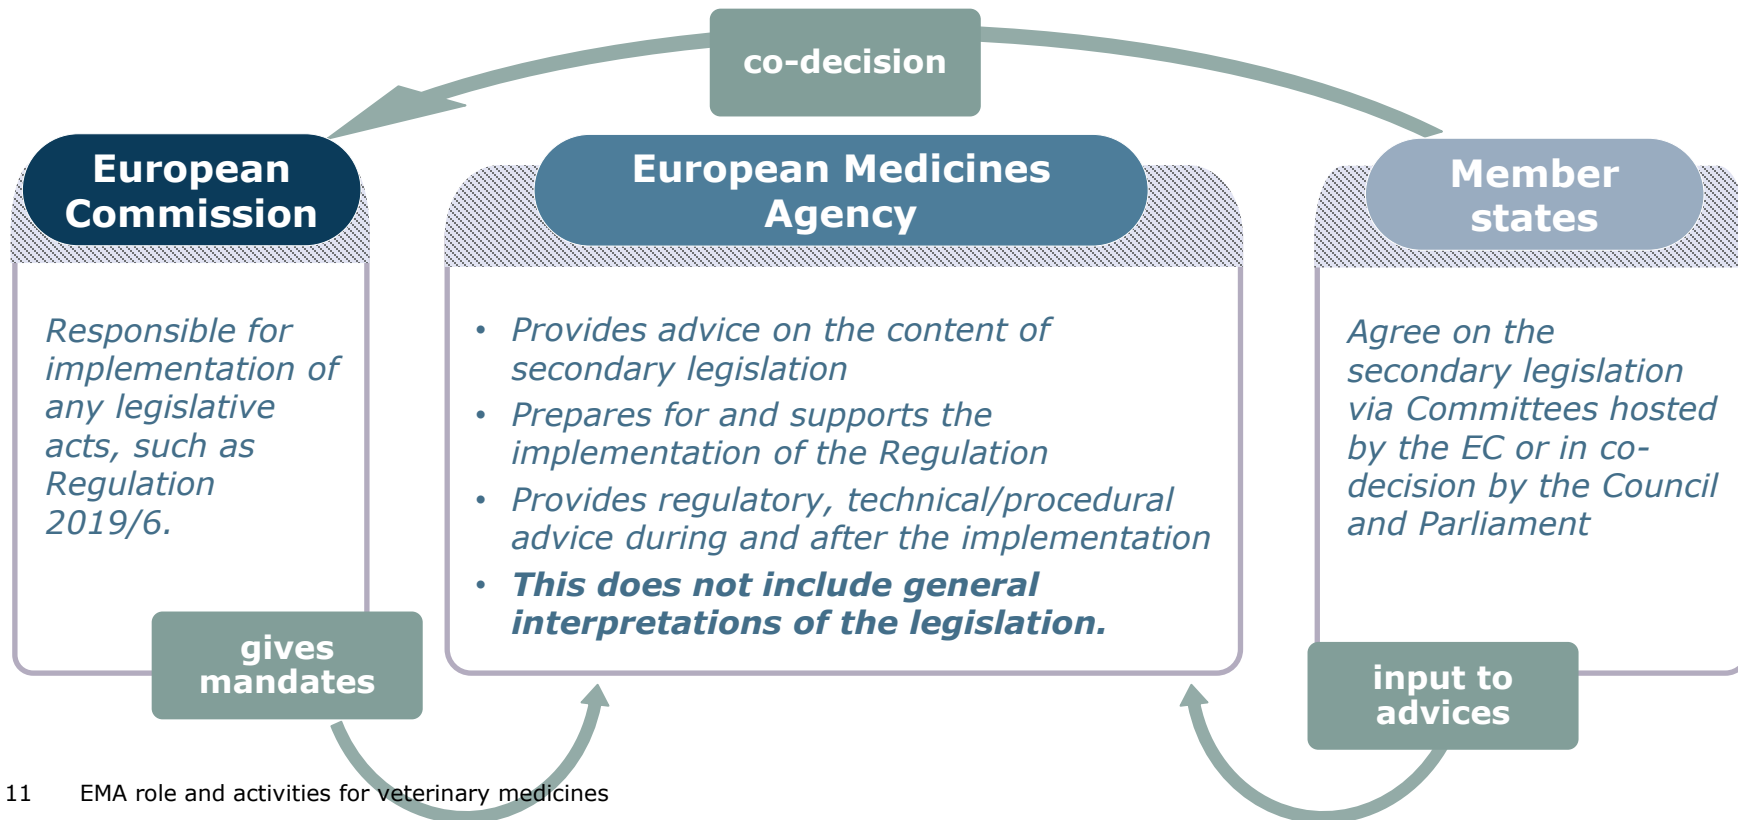 co-decision
European
Commission
European Medicines
Agency
Member
states
Responsible for
implementation of
any legislative
acts, such as
Regulation
2019/6.
• Provides advice on the content of
secondary legislation
• Prepares for and supports the
implementation of the Regulation
• Provides regulatory, technical/procedural
advice during and after the implementation
• This does not include general
interpretations of the legislation.
Agree on the
secondary legislation
via Committees hosted
by the EC or in co-
decision by the Council
and Parliament
gives
mandates
input to
advices
11 EMA role and activities for veterinary medicines